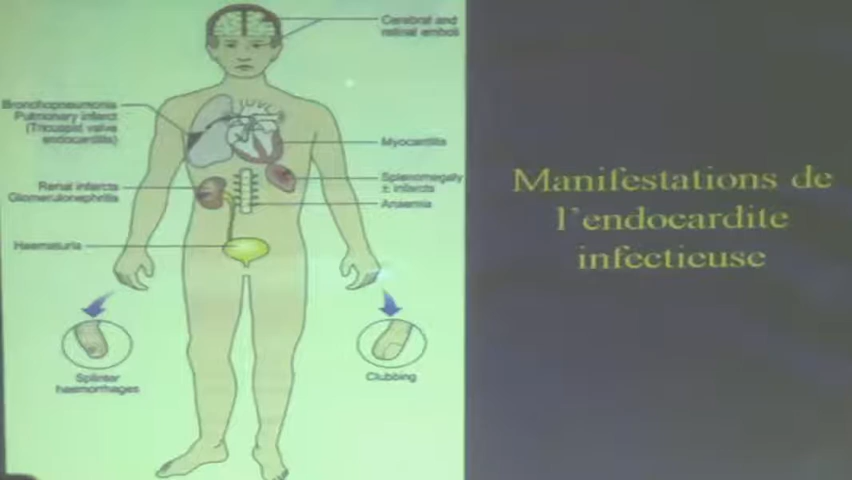 Cerebral and
retinal emboli
Bronchopneumonia
Pulmonary infarct
(Tricuspid valve
endocarditis)
Myocarditis
Renal infarcts
Glomerulonephritis
Splenomegaly
± infarcts
Anaemia
Haematuria
Splinter
haemorrhages
Clubbing
Manifestations de
l'endocardite
infectieuse